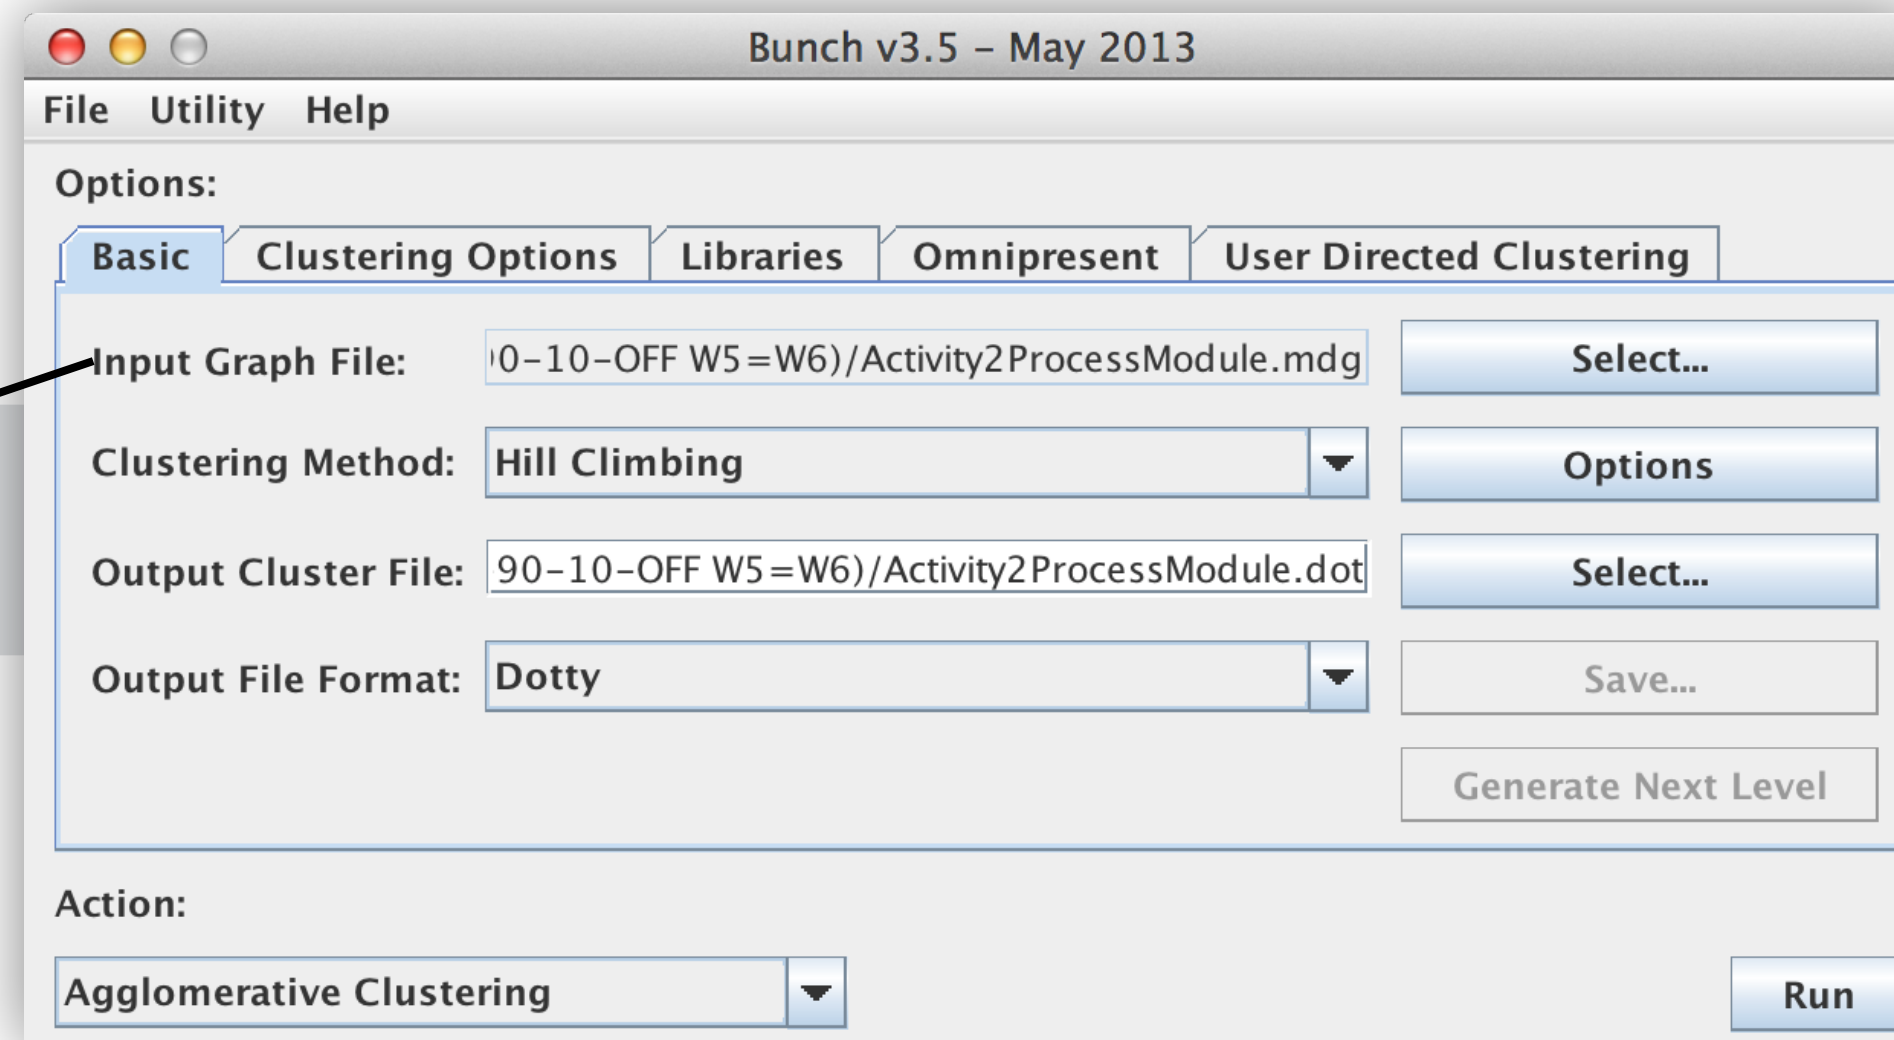 Bunch v3.5 – May 2013
File Utility Help
Options:
Basic Clustering Options Libraries Omnipresent User Directed Clustering
Input Graph File: 0-10-OFF W5=W6)/Activity2ProcessModule.mdg Select...
Clustering Method: Hill Climbing Options
Output Cluster File: 90-10-OFF W5=W6)/Activity2ProcessModule.dot Select...
Output File Format: Dotty Save...
Generate Next Level
Action:
Agglomerative Clustering Run